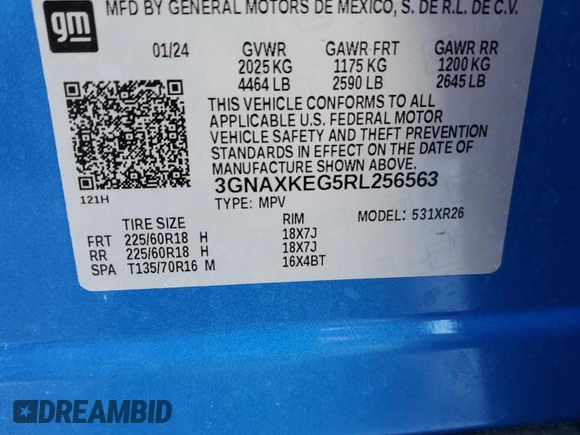 MFD BY GENERAL MOTORS DE MEXICO, S. DE R.L. DE C.V.
gm
01/24 GVWR GAWR FRT GAWR RR
2025 KG 1175 KG 1200 KG
4464 LB 2590 LB 2645 LB
THIS VEHICLE CONFORMS TO ALL
APPLICABLE U.S. FEDERAL MOTOR
VEHICLE SAFETY AND THEFT PREVENTION
STANDARDS IN EFFECT ON THE DATE OF
MANUFACTURE SHOWN ABOVE.
3GNAXKEG5RL256563
121H
TYPE: MPV MODEL: 531XR26
TIRE SIZE RIM
FRT 225/60R18 H 18X7J
RR 225/60R18 H 18X7J
SPA T135/70R16 M 16X4BT
DREAMBID